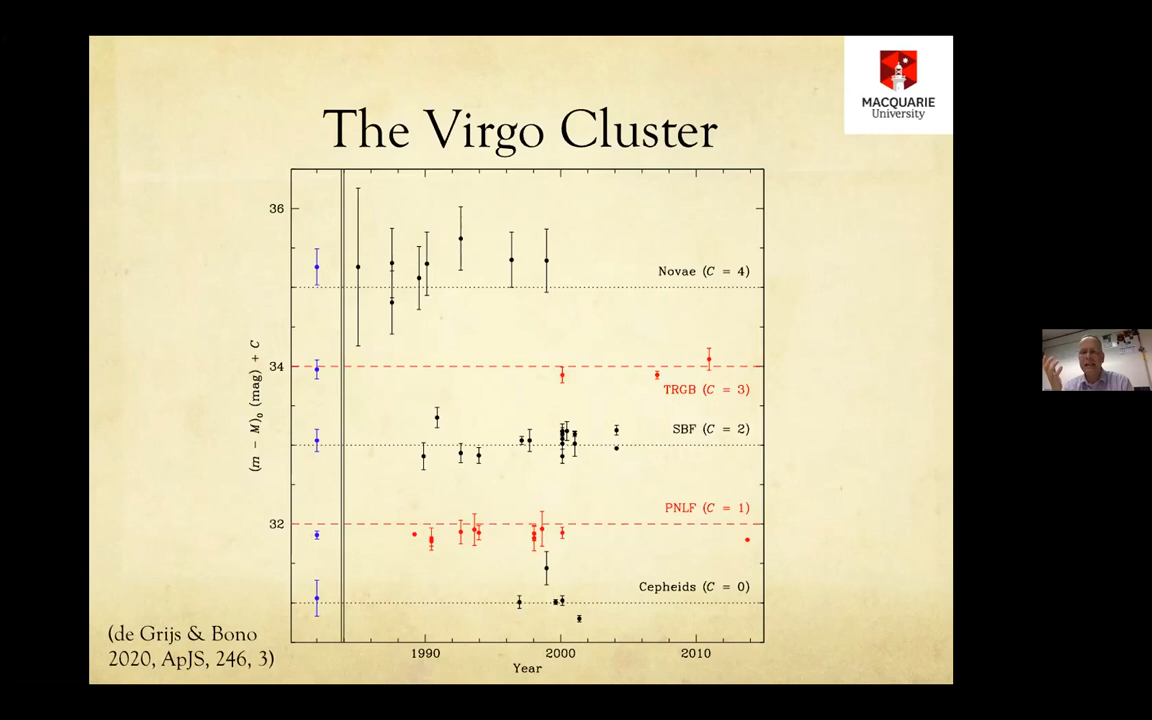 MACQUARIE
University
The Virgo Cluster
36
Novae (C = 4)
34
TRGB (C = 3)
SBF (C = 2)
(m − M)₀ (mag) + C
PNLF (C = 1)
32
Cepheids (C = 0)
1990
2000
2010
Year
(de Grijs & Bono
2020, ApJS, 246, 3)